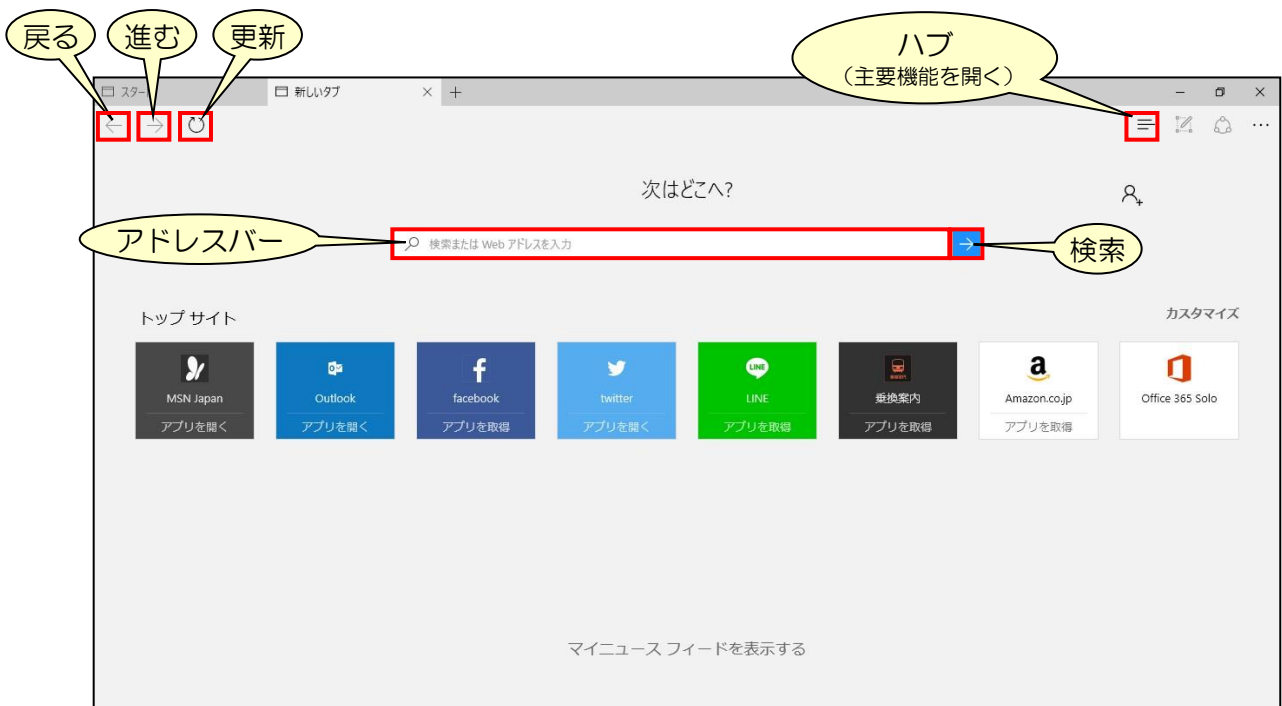 戻る 進む 更新
ハブ
（主要機能を開く）
スター
新しいタブ
次はどこへ?
アドレスバー
検索または Web アドレスを入力
検索
トップ サイト
カスタマイズ
MSN Japan
アプリを開く
Outlook
アプリを開く
facebook
アプリを取得
twitter
アプリを開く
LINE
LINE
アプリを取得
乗換案内
アプリを取得
a
Amazon.co.jp
アプリを取得
Office 365 Solo
マイニュース フィードを表示する